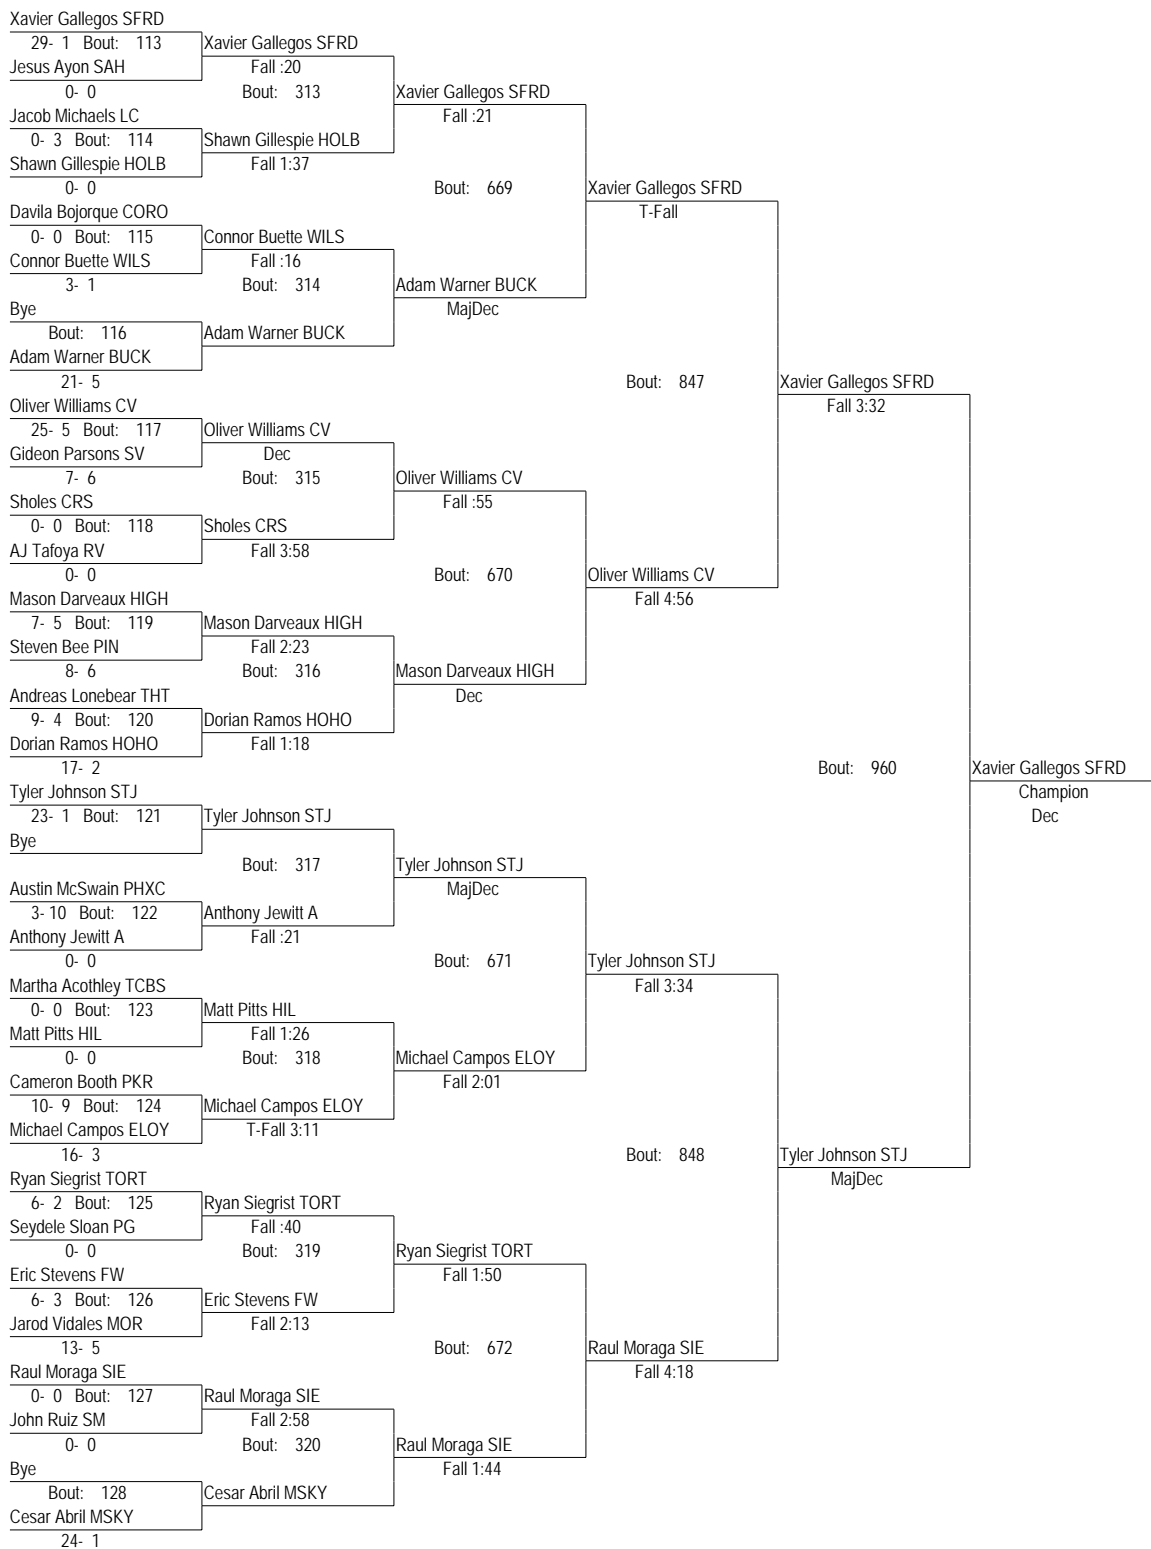 Xavier Gallegos SFRD
29- 1 Bout: 113
Jesus Ayon SAH
0- 0
Jacob Michaels LC
0- 3 Bout: 114
Shawn Gillespie HOLB
0- 0
Davila Bojorque CORO
0- 0 Bout: 115
Connor Buette WILS
3- 1
Bye
Bout: 116
Adam Warner BUCK
21- 5
Oliver Williams CV
25- 5 Bout: 117
Gideon Parsons SV
7- 6
Sholes CRS
0- 0 Bout: 118
AJ Tafoya RV
0- 0
Mason Darveaux HIGH
7- 5 Bout: 119
Steven Bee PIN
8- 6
Andreas Lonebear THT
9- 4 Bout: 120
Dorian Ramos HOHO
17- 2
Tyler Johnson STJ
23- 1 Bout: 121
Bye
Austin McSwain PHXC
3- 10 Bout: 122
Anthony Jewitt A
0- 0
Martha Acothley TCBS
0- 0 Bout: 123
Matt Pitts HIL
0- 0
Cameron Booth PKR
10- 9 Bout: 124
Michael Campos ELOY
16- 3
Ryan Siegrist TORT
6- 2 Bout: 125
Seydele Sloan PG
0- 0
Eric Stevens FW
6- 3 Bout: 126
Jarod Vidales MOR
13- 5
Raul Moraga SIE
0- 0 Bout: 127
John Ruiz SM
0- 0
Bye
Bout: 128
Cesar Abril MSKY
24- 1
Xavier Gallegos SFRD
Fall :20
Bout: 313
Shawn Gillespie HOLB
Fall 1:37
Connor Buette WILS
Fall :16
Bout: 314
Adam Warner BUCK
Oliver Williams CV
Dec
Bout: 315
Sholes CRS
Fall 3:58
Mason Darveaux HIGH
Fall 2:23
Bout: 316
Dorian Ramos HOHO
Fall 1:18
Tyler Johnson STJ
Bout: 317
Anthony Jewitt A
Fall :21
Matt Pitts HIL
Fall 1:26
Bout: 318
Michael Campos ELOY
T-Fall 3:11
Ryan Siegrist TORT
Fall :40
Bout: 319
Eric Stevens FW
Fall 2:13
Raul Moraga SIE
Fall 2:58
Bout: 320
Cesar Abril MSKY
Xavier Gallegos SFRD
Fall :21
Bout: 669
Adam Warner BUCK
MajDec
Oliver Williams CV
Fall :55
Bout: 670
Mason Darveaux HIGH
Dec
Tyler Johnson STJ
MajDec
Bout: 671
Michael Campos ELOY
Fall 2:01
Ryan Siegrist TORT
Fall 1:50
Bout: 672
Raul Moraga SIE
Fall 1:44
Xavier Gallegos SFRD
T-Fall
Bout: 847
Oliver Williams CV
Fall 4:56
Tyler Johnson STJ
Fall 3:34
Bout: 848
Raul Moraga SIE
Fall 4:18
Xavier Gallegos SFRD
Fall 3:32
Bout: 960
Tyler Johnson STJ
MajDec
Xavier Gallegos SFRD
Champion
Dec